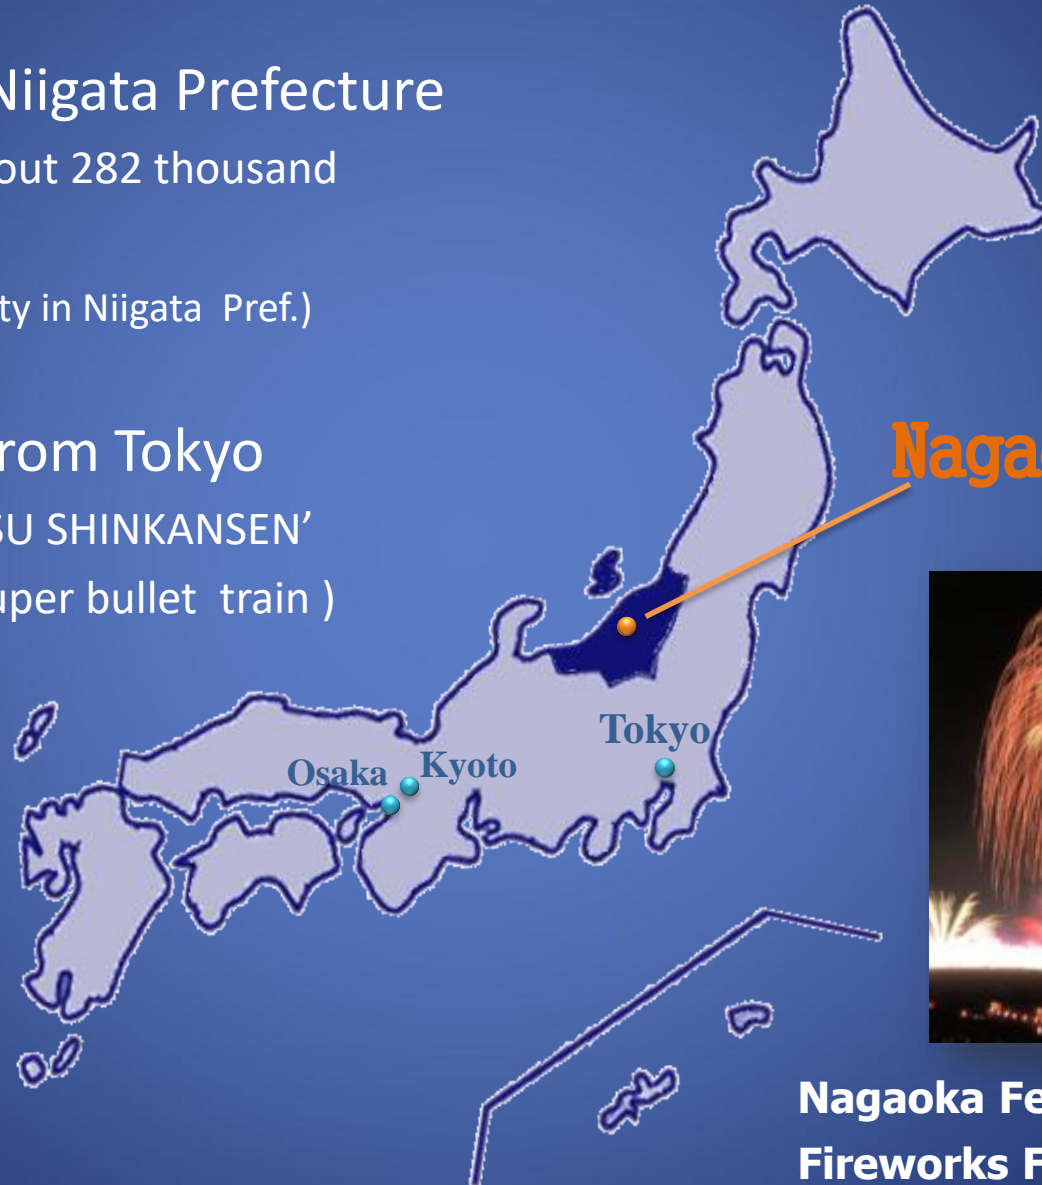 Niigata Prefecture
out 282 thousand
ty in Niigata Pref.)
rom Tokyo
SU SHINKANSEN’
uper bullet train )
Naga
Tokyo
Kyoto
Osaka
Nagaoka Fe
Fireworks F